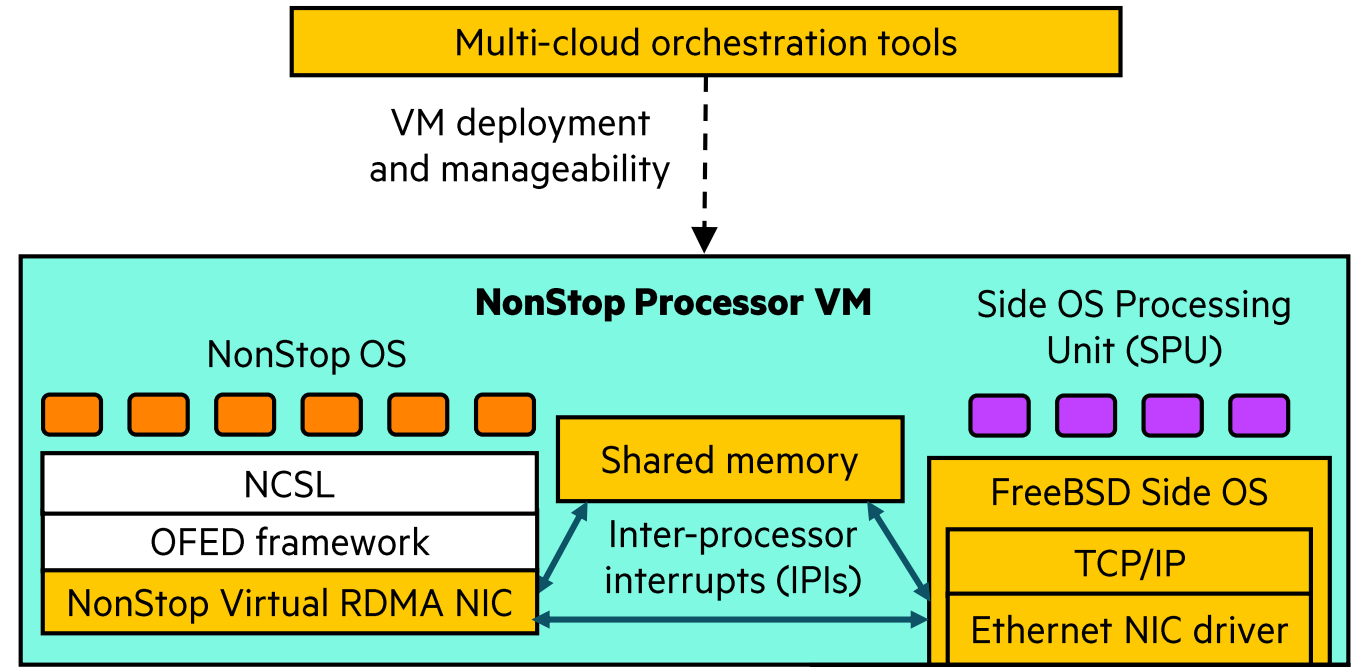 Multi-cloud orchestration tools
VM deployment
and manageability
NonStop Processor VM
Side OS Processing
Unit (SPU)
NonStop OS
Shared memory
NCSL
OFED framework
NonStop Virtual RDMA NIC
Inter-processor
interrupts (IPIs)
FreeBSD Side OS
TCP/IP
Ethernet NIC driver